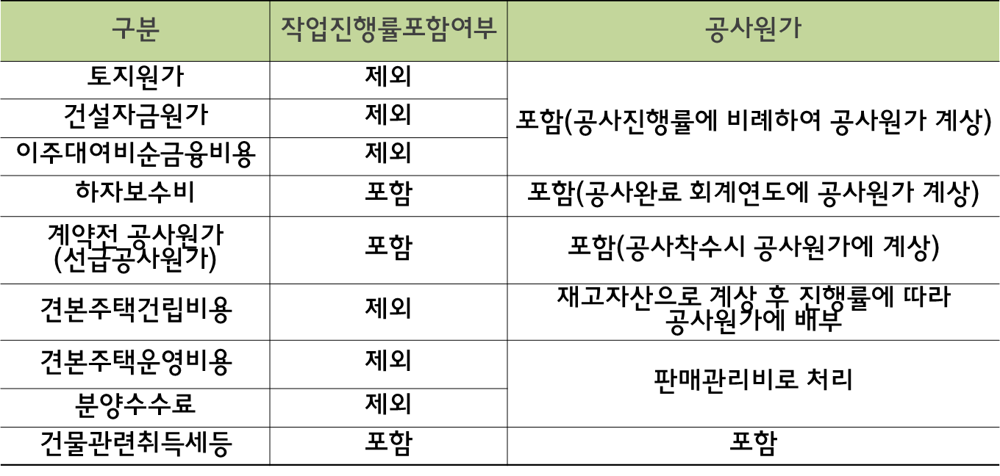 구분 작업진행률포함여부 공사원가
토지원가 제외
건설자금원가 제외
포함(공사진행률에 비례하여 공사원가 계상)
이주대여비순금융비용 제외
하자보수비 포함 포함(공사완료 회계연도에 공사원가 계상)
계약전 공사원가
(선급공사원가)
포함 포함(공사착수시 공사원가에 계상)
견본주택건립비용 제외
재고자산으로 계상 후 진행률에 따라
공사원가에 배부
견본주택운영비용 제외
판매관리비로 처리
분양수수료 제외
건물관련취득세등 포함 포함